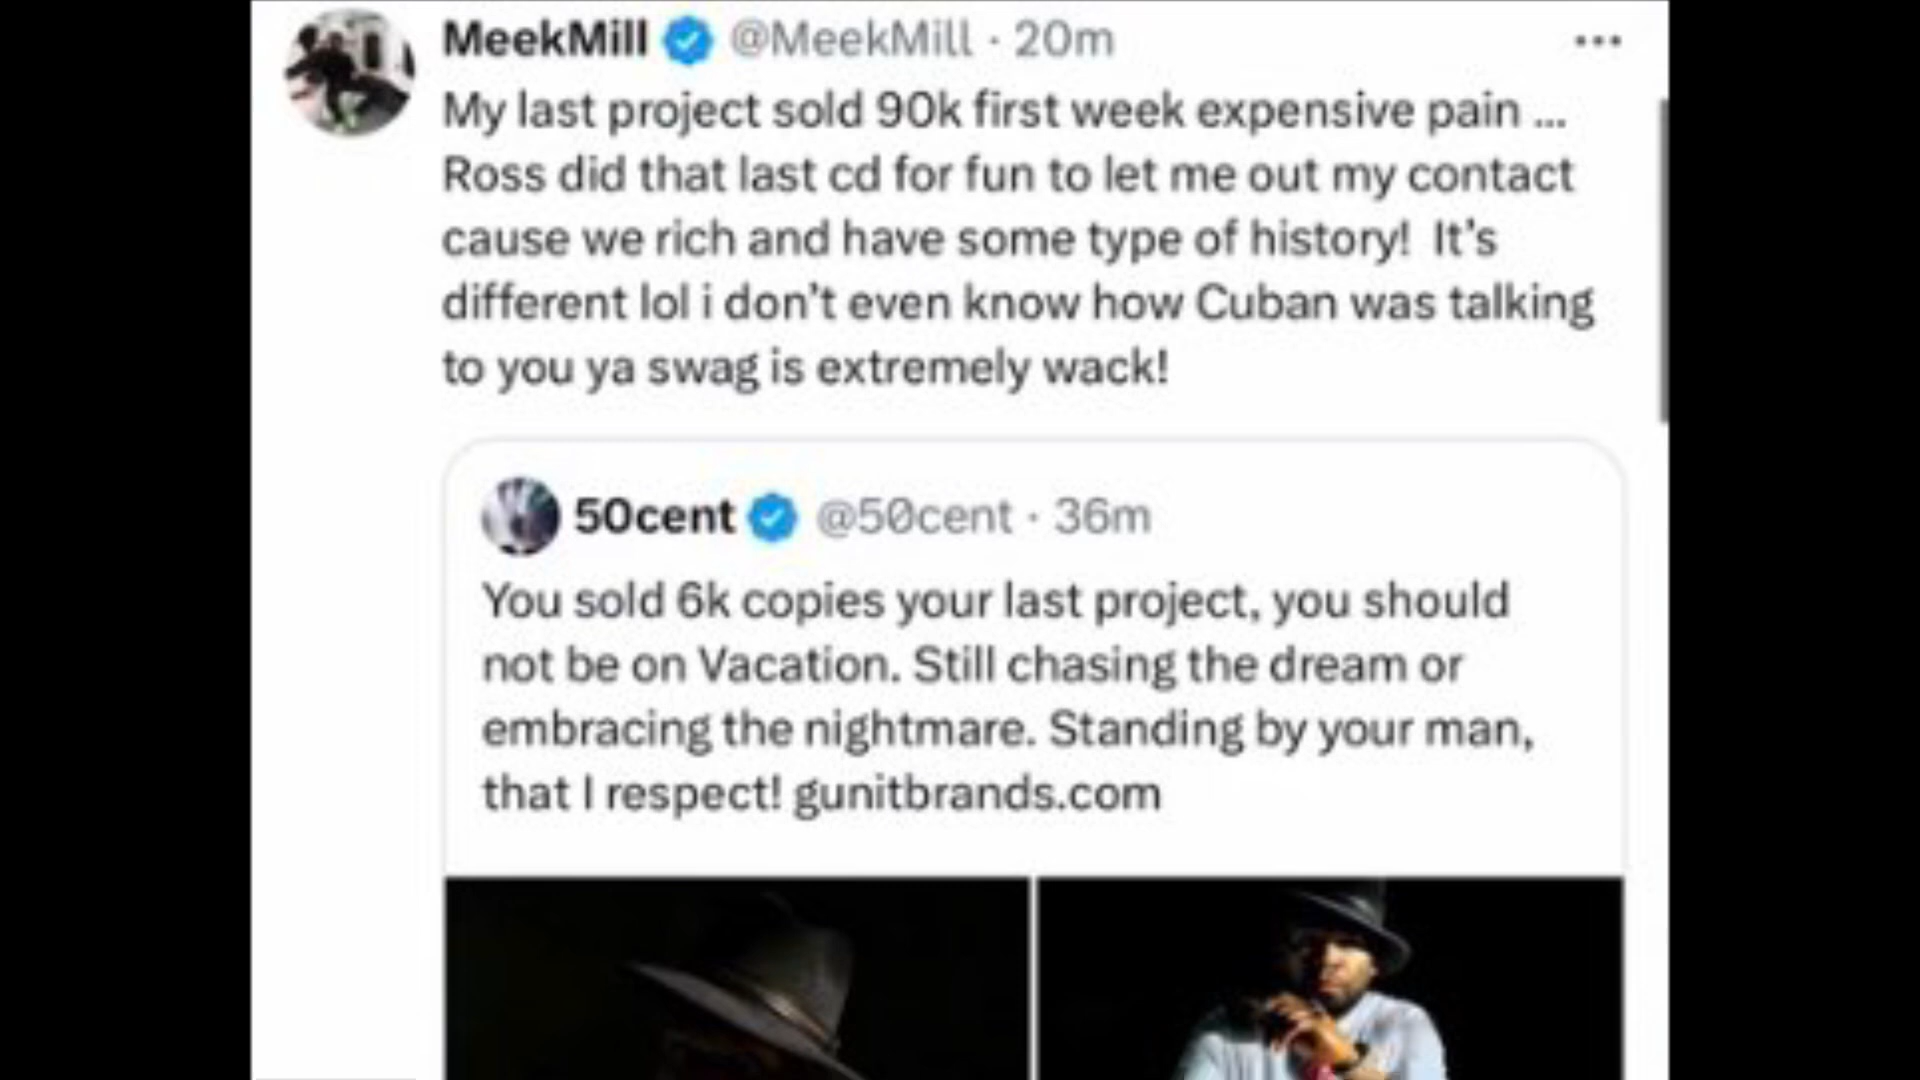 MeekMill @MeekMill · 20m
My last project sold 90k first week expensive pain ...
Ross did that last cd for fun to let me out my contact
cause we rich and have some type of history!  It's
different lol i don't even know how Cuban was talking
to you ya swag is extremely wack!
50cent @50cent · 36m
You sold 6k copies your last project, you should
not be on Vacation. Still chasing the dream or
embracing the nightmare. Standing by your man,
that I respect! gunitbrands.com